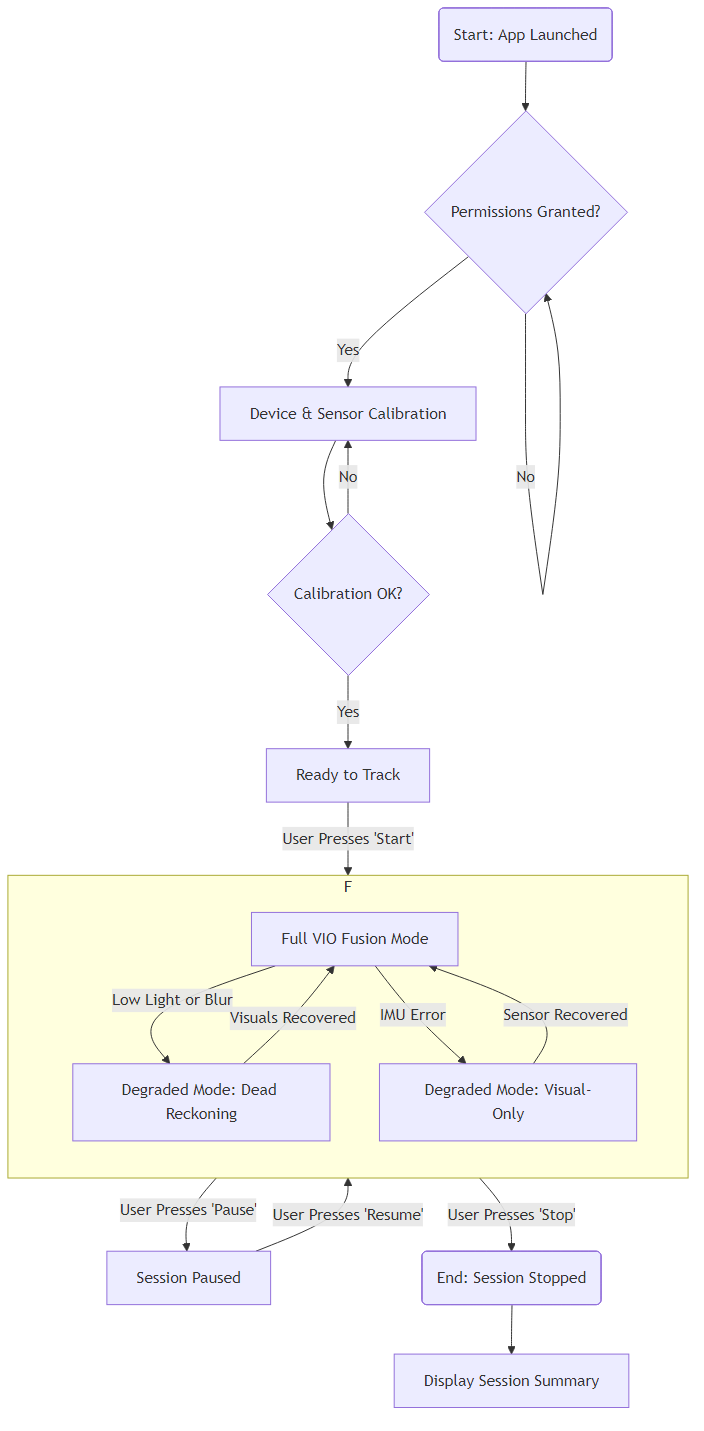 Start: App Launched
Permissions Granted?
Yes
Device & Sensor Calibration
No
No
Calibration OK?
Yes
Ready to Track
User Presses 'Start'
F
Full VIO Fusion Mode
Low Light or Blur
Visuals Recovered
IMU Error
Sensor Recovered
Degraded Mode: Dead
Reckoning
Degraded Mode: Visual-
Only
User Presses 'Pause'
User Presses 'Resume'
User Presses 'Stop'
Session Paused
End: Session Stopped
Display Session Summary